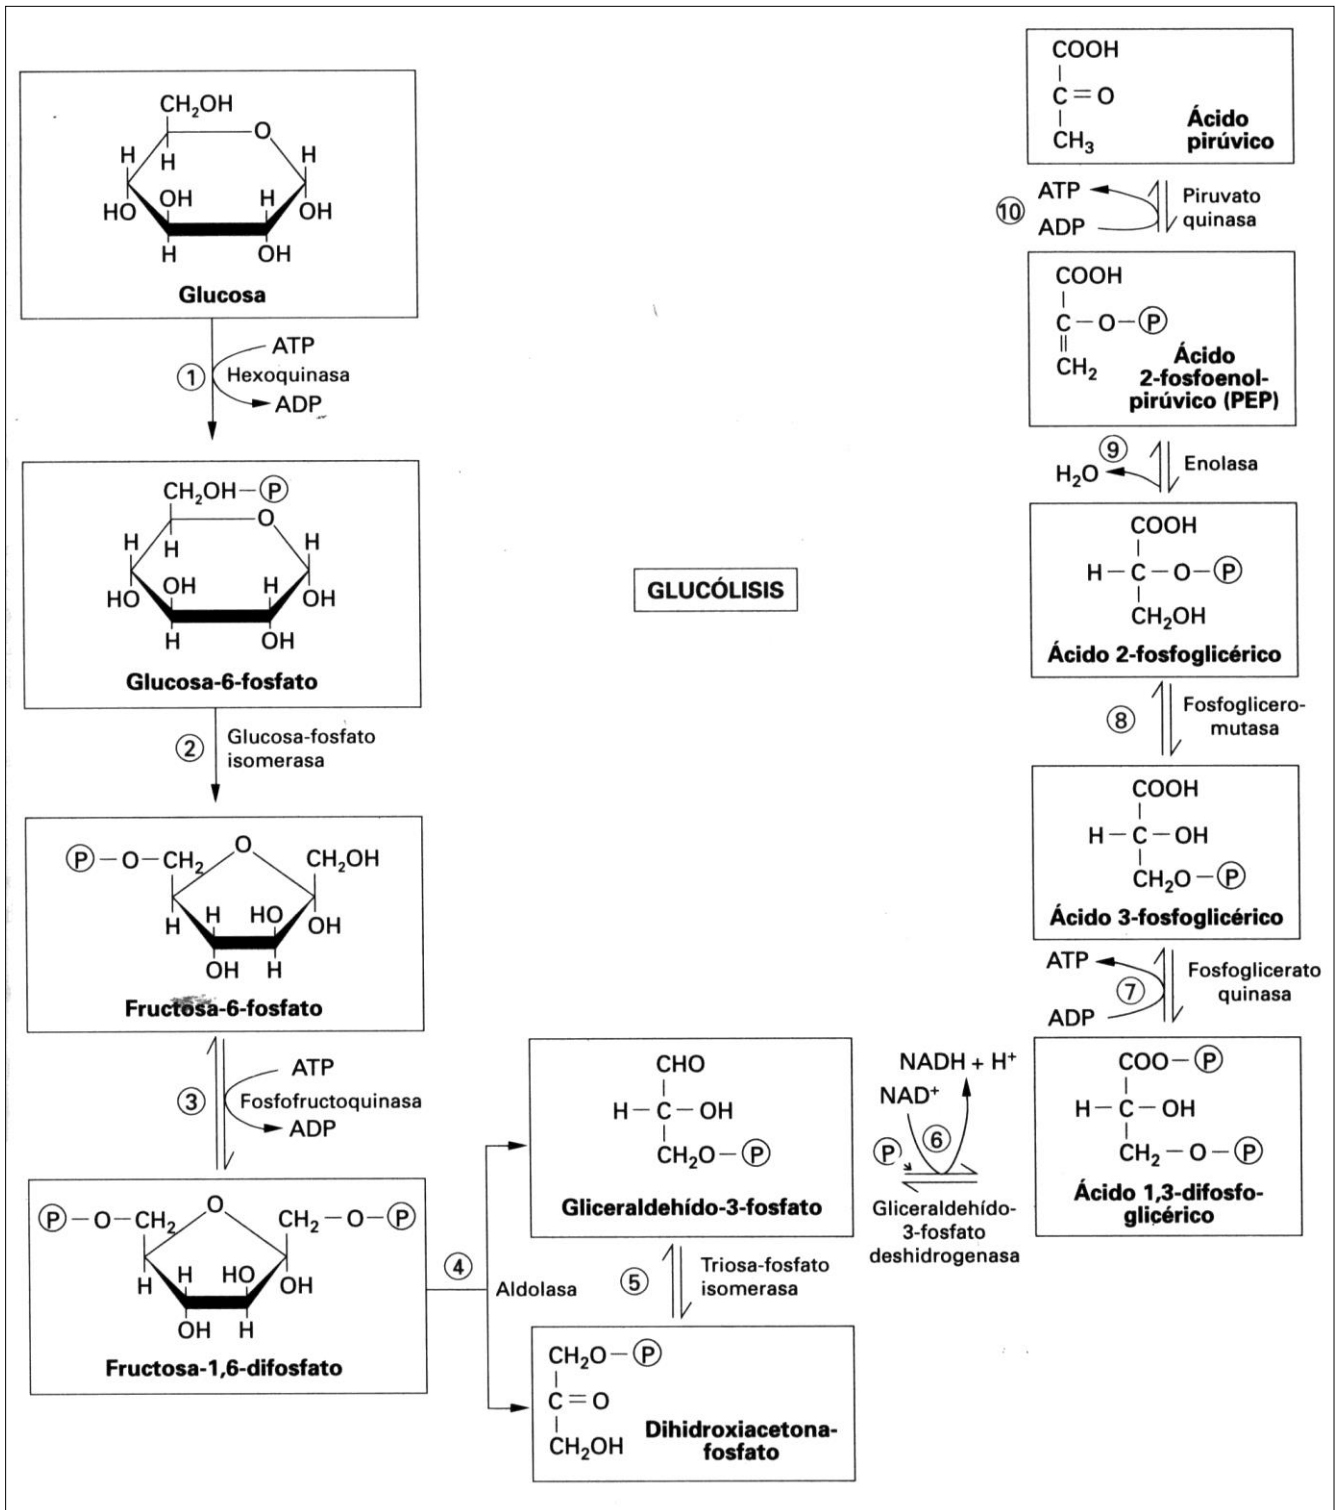 CH₂OH
O
H
H
H
OH
H
HO
OH
H
OH
Glucosa
ATP
1
Hexoquinasa
ADP
CH₂OH–P
O
H
H
H
OH
H
HO
OH
H
OH
Glucosa-6-fosfato
2
Glucosa-fosfato
isomerasa
P–O–CH₂
O
CH₂OH
H
H
HO
OH
OH
H
Fructosa-6-fosfato
ATP
3
Fosfofructoquinasa
ADP
P–O–CH₂
O
CH₂–O–P
H
H
HO
OH
OH
H
Fructosa-1,6-difosfato
4
Aldolasa
GLUCÓLISIS
CHO
H–C–OH
CH₂O–P
Gliceraldehído-3-fosfato
5
Triosa-fosfato
isomerasa
CH₂O–P
C=O
CH₂OH
Dihidroxiacetona-
fosfato
NADH + H⁺
NAD⁺
P
6
Gliceraldehído-
3-fosfato
deshidrogenasa
COOH
C=O
CH₃
Ácido
pirúvico
ATP
10
ADP
Piruvato
quinasa
COOH
C–O–P
CH₂
Ácido
2-fosfoenol-
pirúvico (PEP)
9
H₂O
Enolasa
COOH
H–C–O–P
CH₂OH
Ácido 2-fosfoglicérico
8
Fosfoglicero-
mutasa
COOH
H–C–OH
CH₂O–P
Ácido 3-fosfoglicérico
ATP
7
ADP
Fosfoglicerato
quinasa
COO–P
H–C–OH
CH₂–O–P
Ácido 1,3-difosfo-
glicérico